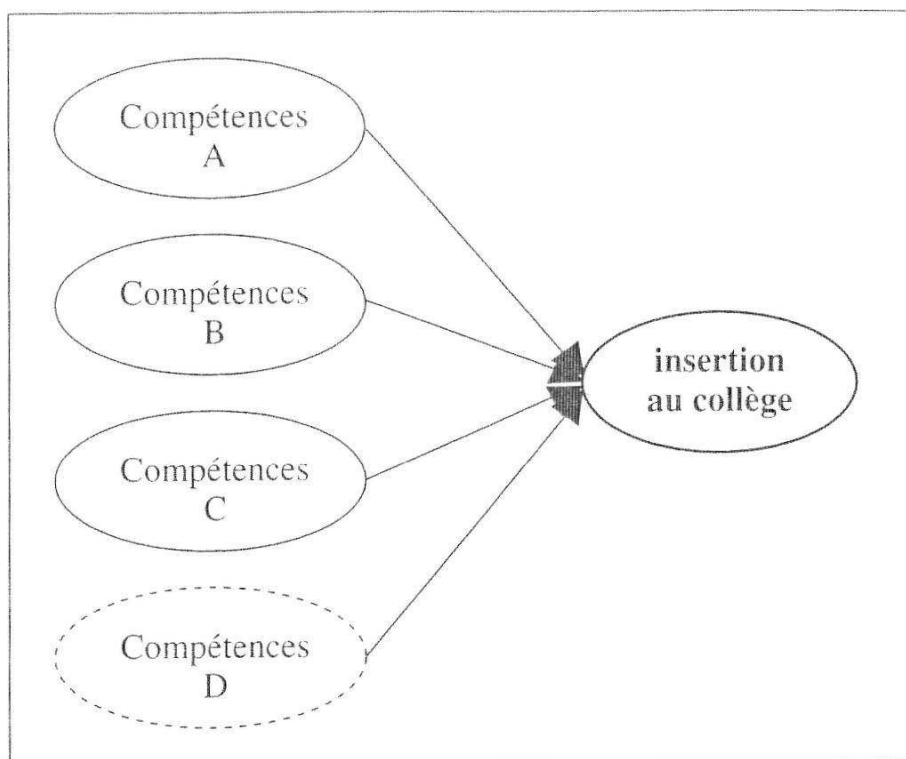 Compétences
A
Compétences
B
insertion
au collège
Compétences
C
Compétences
D